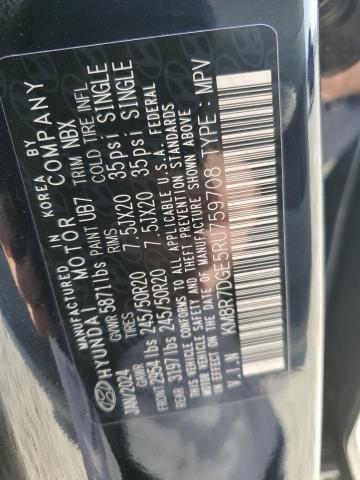 MANUFACTURED IN KOREA BY
HYUNDAI MOTOR COMPANY
GVWR 5871 lbs PAINT UB7 TRIM NBX
TIRES RIMS COLD TIRE INFL
JAN/2024 245/50R20 7.5JX20 35psi SINGLE
GAWR 245/50R20 7.5JX20 35psi SINGLE
FRONT 2954 lbs
REAR 3197 lbs
THIS VEHICLE CONFORMS TO ALL APPLICABLE U.S.A. FEDERAL
MOTOR VEHICLE SAFETY AND THEFT PREVENTION STANDARDS
IN EFFECT ON THE DATE OF MANUFACTURE SHOWN ABOVE.
KM8R7DGE5RU759708 TYPE: MPV
V.I.N